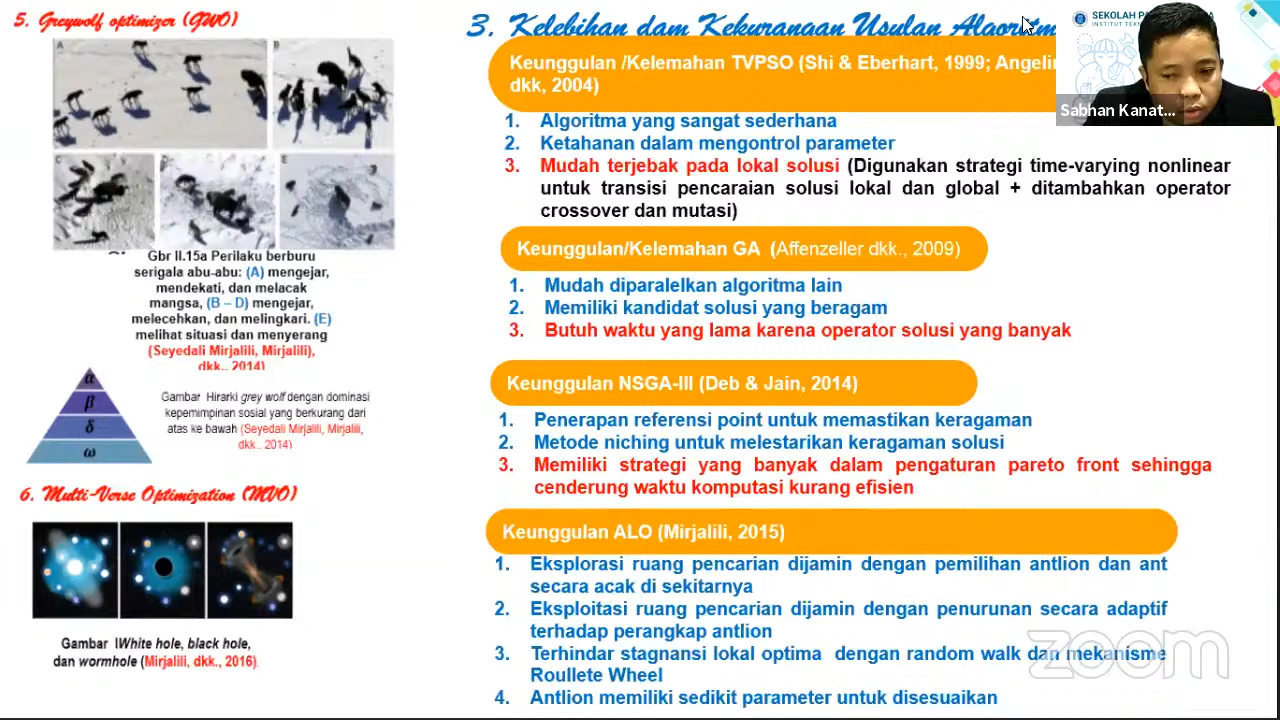 5. Greywolf optimizer (GWO)
A
B
C
D
E
Gbr II.15a Perilaku berburu
serigala abu-abu: (A) mengejar,
mendekati, dan melacak
mangsa, (B – D) mengejar,
melecehkan, dan melingkari. (E)
melihat situasi dan menyerang
(Seyedali Mirjalili, Mirjalili),
dkk., 2014)
α
β
δ
ω
Gambar Hirarki grey wolf dengan dominasi
kepemimpinan sosial yang berkurang dari
atas ke bawah (Seyedali Mirjalili, Mirjalili,
dkk., 2014)
6. Multi-Verse Optimization (MVO)
Gambar IWhite hole, black hole,
dan wormhole (Mirjalili, dkk., 2016)
3. Kelebihan dam Kekurangan Usulan Algoritm
Keunggulan /Kelemahan TVPSO (Shi & Eberhart, 1999; Angelin
dkk, 2004)
1. Algoritma yang sangat sederhana
2. Ketahanan dalam mengontrol parameter
3. Mudah terjebak pada lokal solusi (Digunakan strategi time-varying nonlinear
untuk transisi pencaraian solusi lokal dan global + ditambahkan operator
crossover dan mutasi)
Keunggulan/Kelemahan GA (Affenzeller dkk., 2009)
1. Mudah diparalelkan algoritma lain
2. Memiliki kandidat solusi yang beragam
3. Butuh waktu yang lama karena operator solusi yang banyak
Keunggulan NSGA-III (Deb & Jain, 2014)
1. Penerapan referensi point untuk memastikan keragaman
2. Metode niching untuk melestarikan keragaman solusi
3. Memiliki strategi yang banyak dalam pengaturan pareto front sehingga
cenderung waktu komputasi kurang efisien
Keunggulan ALO (Mirjalili, 2015)
1. Eksplorasi ruang pencarian dijamin dengan pemilihan antlion dan ant
secara acak di sekitarnya
2. Eksploitasi ruang pencarian dijamin dengan penurunan secara adaptif
terhadap perangkap antlion
3. Terhindar stagnansi lokal optima dengan random walk dan mekanisme
Roullete Wheel
4. Antlion memiliki sedikit parameter untuk disesuaikan
SEKOLAH
INSTITUT
Sabhan Kanat...
zoom